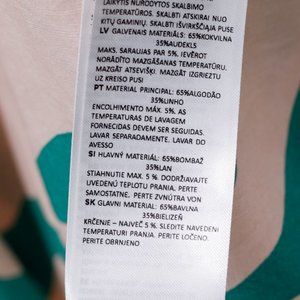 LAIKYTIS NURODYTOS SKALBIMO
TEMPERATŪROS. SKALBTI ATSKIRAI NUO
KITŲ GAMINIŲ. SKALBTI IŠVIRKŠČIĄJA PUSE
LV GALVENAIS MATERIĀLS: 65%KOKVILNA
35%AUDEKLS
MAKS. SARAUJAS PAR 5%. IEVĒROT
NORĀDĪTO MAZGĀŠANAS TEMPERATŪRU.
MAZGĀT ATSEVIŠĶI. MAZGĀT IZGRIEZTU
UZ KREISO PUSI
PT MATERIAL PRINCIPAL: 65%ALGODÃO
35%LINHO
ENCOLHIMENTO MÁX. 5%. AS
TEMPERATURAS DE LAVAGEM
FORNECIDAS DEVEM SER SEGUIDAS.
LAVAR SEPARADAMENTE. LAVAR DO
AVESSO.
SI HLAVNÝ MATERIÁL: 65%BOMBAŽ
35%LAN
STIAHNUTIE MAX. 5 %. DODRŽIAVAJTE
UVEDENÚ TEPLOTU PRANIA. PERTE
SAMOSTATNE. PERTE ZVNÚTRA VON.
SK GLAVNI MATERIAL: 65%BAVLNA
35%BIELIZEŇ
KRČENJE – NAJVEČ 5 %. SLEDITE NAVEDENI
TEMPERATURI PRANJA. PERITE LOČENO.
PERITE OBRNJENO